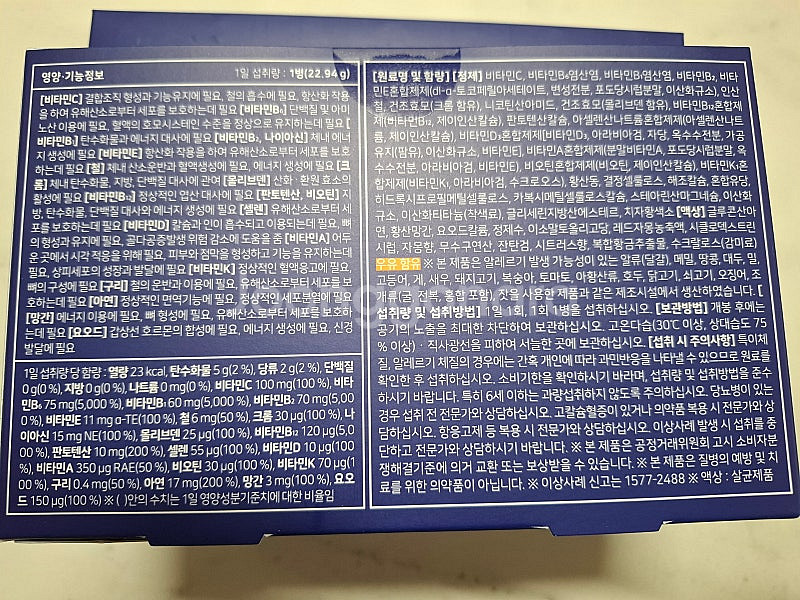 영양·기능정보 1일 섭취량 : 1병(22.94g)
[비타민C] 결합조직 형성과 기능유지에 필요, 철의 흡수에 필요, 항산화 작용
을 하여 유해산소로부터 세포를 보호하는데 필요 [비타민B₆] 단백질 및 아미
노산 이용에 필요, 혈액의 호모시스테인 수준을 정상으로 유지하는데 필요 [
비타민B₁] 탄수화물과 에너지 대사에 필요 [비타민B₂, 나이아신] 체내 에너
지 생성에 필요 [비타민E] 항산화 작용을 하여 유해산소로부터 세포를 보호
하는데 필요 [철] 체내 산소운반과 혈액생성에 필요, 에너지 생성에 필요 [크
롬] 체내 탄수화물, 지방, 단백질 대사에 관여 [몰리브덴] 산화·환원 효소의
활성에 필요 [비타민B₁₂] 정상적인 엽산 대사에 필요 [판토텐산, 비오틴] 지
방, 탄수화물, 단백질 대사와 에너지 생성에 필요 [셀렌] 유해산소로부터 세
포를 보호하는데 필요 [비타민D] 칼슘과 인이 흡수되고 이용되는데 필요, 뼈
의 형성과 유지에 필요, 골다공증발생 위험 감소에 도움을 줌 [비타민A] 어두
운 곳에서 시각 적응을 위해 필요, 피부와 점막을 형성하고 기능을 유지하는데
필요, 상피세포의 성장과 발달에 필요 [비타민K] 정상적인 혈액응고에 필요,
뼈의 구성에 필요 [구리] 철의 운반과 이용에 필요, 유해산소로부터 세포를 보
호하는데 필요 [아연] 정상적인 면역기능에 필요, 정상적인 세포분열에 필요
[망간] 에너지 이용에 필요, 뼈 형성에 필요, 유해산소로부터 세포를 보호하
는데 필요 [요오드] 갑상선 호르몬의 합성에 필요, 에너지 생성에 필요, 신경
발달에 필요
1일 섭취량 당 함량 : 열량 23 kcal, 탄수화물 5 g(2 %), 당류 2 g(2 %), 단백질
0 g(0 %), 지방 0 g(0 %), 나트륨 0 mg(0 %), 비타민C 100 mg(100 %), 비타
민B₆ 75 mg(5,000 %), 비타민B₁ 60 mg(5,000 %), 비타민B₂ 70 mg(5,00
0 %), 비타민E 11 mg α-TE(100 %), 철 6 mg(50 %), 크롬 30 µg(100 %), 나
이아신 15 mg NE(100 %), 몰리브덴 25 µg(100 %), 비타민B₁₂ 120 µg(5,0
00 %), 판토텐산 10 mg(200 %), 셀렌 55 µg(100 %), 비타민D 10 µg(100
%), 비타민A 350 µg RAE(50 %), 비오틴 30 µg(100 %), 비타민K 70 µg(1
00 %), 구리 0.4 mg(50 %), 아연 17 mg(200 %), 망간 3 mg(100 %), 요오
드 150 µg(100 %) ※ ( )안의 수치는 1일 영양성분기준치에 대한 비율임
[원료명 및 함량] [정제] 비타민C, 비타민B₆염산염, 비타민B₁염산염, 비타민B₂, 비타
민E혼합제제(dl-α-토코페릴아세테이트, 변성전분, 포도당시럽분말, 이산화규소), 인산
철, 건조효모(크롬 함유), 니코틴산아미드, 건조효모(몰리브덴 함유), 비타민B₁₂혼합제
제(비타민B₁₂, 제이인산칼슘), 판토텐산칼슘, 아셀렌산나트륨혼합제제(아셀렌산나트
륨, 제이인산칼슘), 비타민D₃혼합제제(비타민D₃, 아라비아검, 자당, 옥수수전분, 가공
유지(팜유), 이산화규소, 비타민E), 비타민A혼합제제(분말비타민A, 포도당시럽분말, 옥
수수전분, 아라비아검, 비타민E), 비오틴혼합제제(비오틴, 제이인산칼슘), 비타민K₁혼
합제제(비타민K₁, 아라비아검, 수크로오스), 황산동, 결정셀룰로스, 해조칼슘, 혼합유당,
히드록시프로필메틸셀룰로스, 카복시메틸셀룰로스칼슘, 스테아린산마그네슘, 이산화
규소, 이산화티타늄(착색료), 글리세린지방산에스테르, 치자황색소 [액상] 글루콘산아
연, 황산망간, 요오드칼륨, 정제수, 이소말토올리고당, 레드자몽농축액, 시클로덱스트린
시럽, 자몽향, 무수구연산, 잔탄검, 시트러스향, 복합황금추출물, 수크랄로스(감미료)
우유 함유 ※ 본 제품은 알레르기 발생 가능성이 있는 알류(달걀), 메밀, 땅콩, 대두, 밀,
고등어, 게, 새우, 돼지고기, 복숭아, 토마토, 아황산류, 호두, 닭고기, 쇠고기, 오징어, 조
개류(굴, 전복, 홍합 포함), 잣을 사용한 제품과 같은 제조시설에서 생산하였습니다. [
섭취량 및 섭취방법] 1일 1회, 1회 1병을 섭취하십시오. [보관방법] 개봉 후에는
공기의 노출을 최대한 차단하여 보관하십시오. 고온다습(30℃ 이상, 상대습도 75
% 이상)·직사광선을 피하여 서늘한 곳에 보관하십시오. [섭취 시 주의사항] 특이체
질, 알레르기 체질의 경우에는 간혹 개인에 따라 과민반응을 나타낼 수 있으므로 원료를
확인한 후 섭취하십시오. 소비기한을 확인하시기 바라며, 섭취량 및 섭취방법을 준수
하시기 바랍니다. 특히 6세 이하는 과량섭취하지 않도록 주의하십시오. 당뇨병이 있는
경우 섭취 전 전문가와 상담하십시오. 고칼슘혈증이 있거나 의약품 복용 시 전문가와 상
담하십시오. 항응고제 등 복용 시 전문가와 상담하십시오. 이상사례 발생 시 섭취를 중
단하고 전문가와 상담하시기 바랍니다. ※ 본 제품은 공정거래위원회 고시 소비자분
쟁해결기준에 의거 교환 또는 보상받을 수 있습니다. ※ 본 제품은 질병의 예방 및 치
료를 위한 의약품이 아닙니다. ※ 이상사례 신고는 1577-2488 ※ 액상 : 살균제품